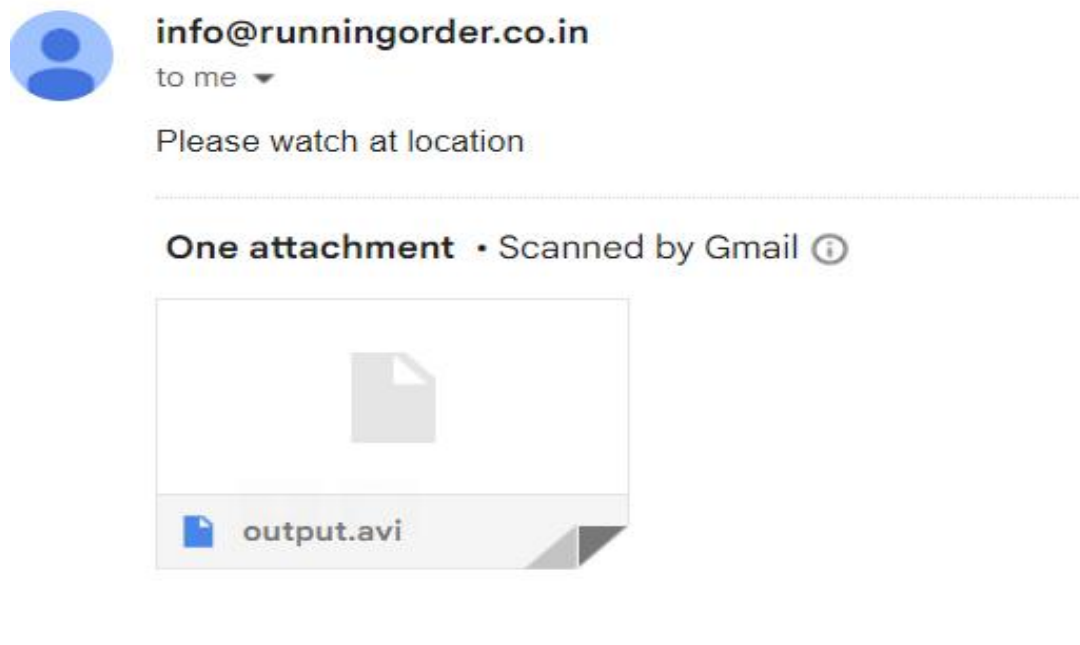 info@runningorder.co.in
to me
Please watch at location
One attachment • Scanned by Gmail
output.avi